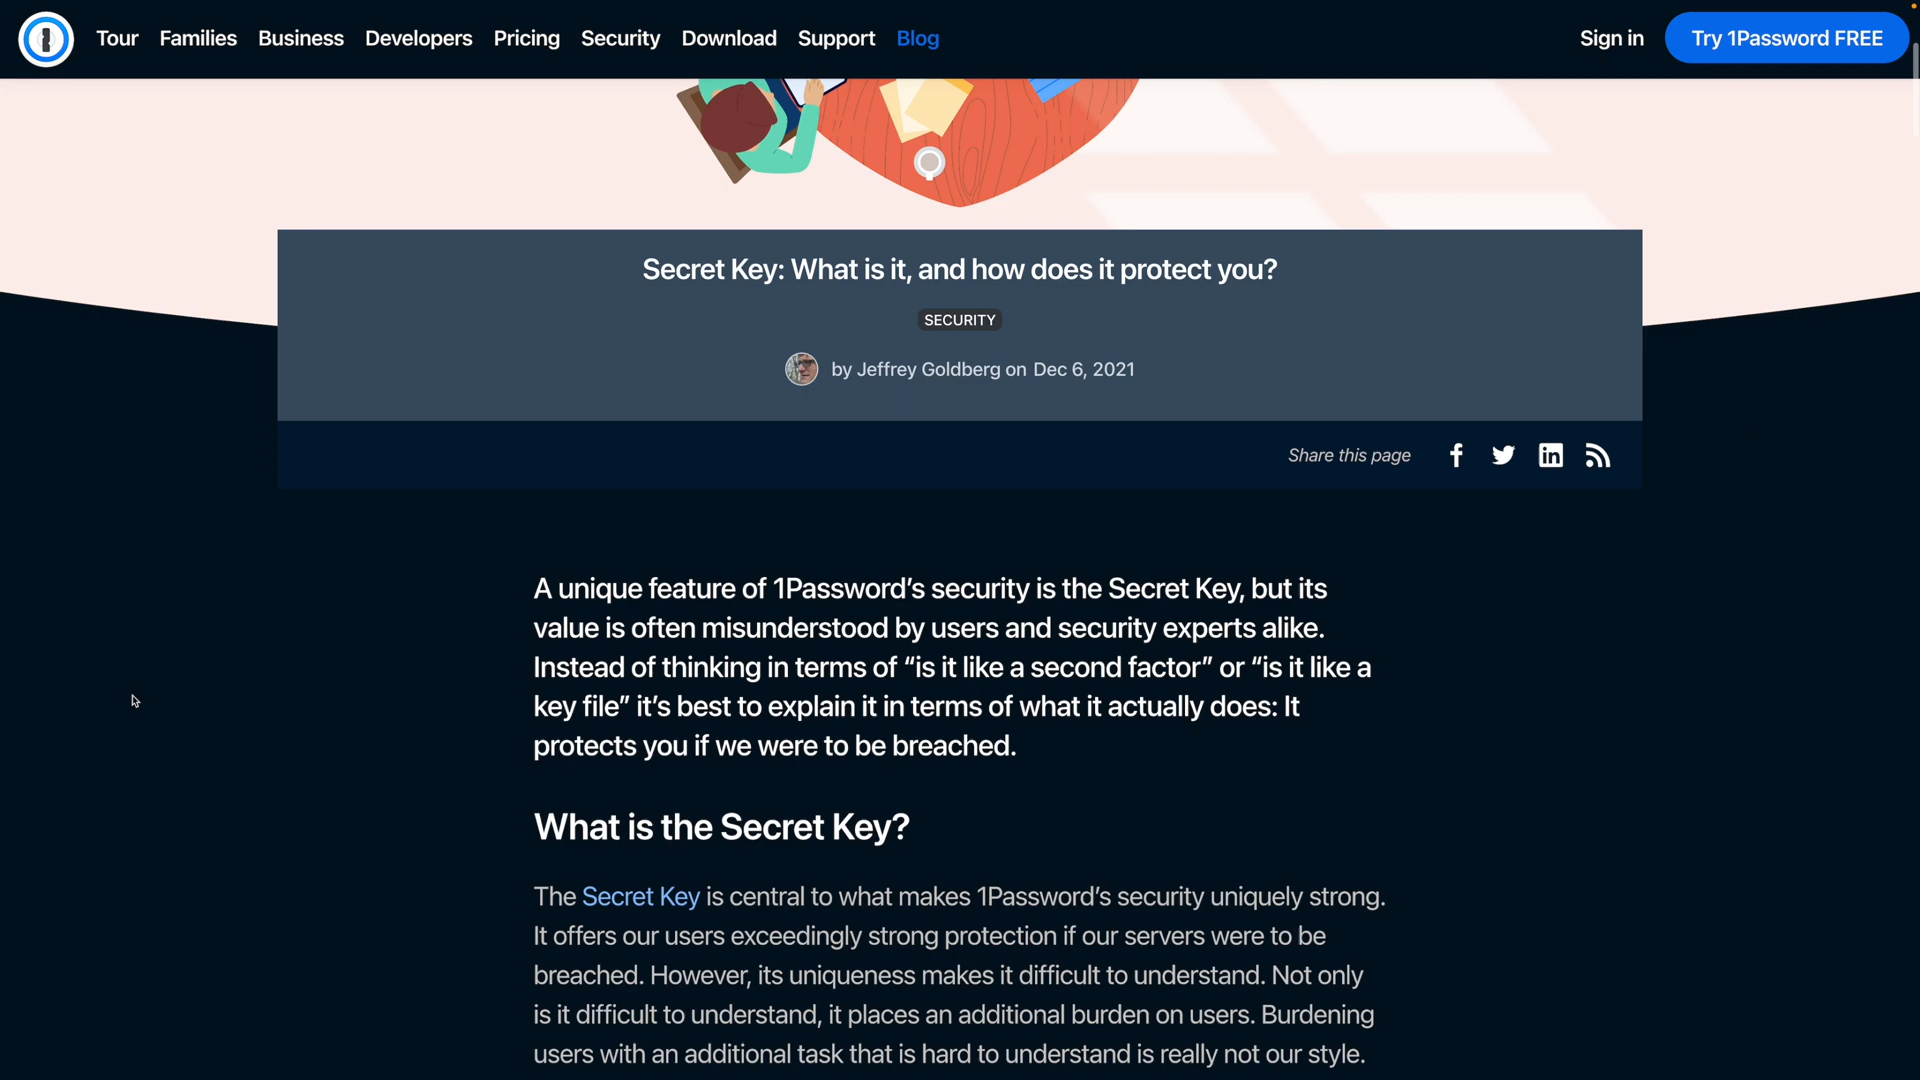 Tour Families Business Developers Pricing Security Download Support Blog Sign in Try 1Password FREE
Secret Key: What is it, and how does it protect you?
SECURITY
by Jeffrey Goldberg on Dec 6, 2021
Share this page
A unique feature of 1Password’s security is the Secret Key, but its
value is often misunderstood by users and security experts alike.
Instead of thinking in terms of “is it like a second factor” or “is it like a
key file” it’s best to explain it in terms of what it actually does: It
protects you if we were to be breached.
What is the Secret Key?
The Secret Key is central to what makes 1Password’s security uniquely strong.
It offers our users exceedingly strong protection if our servers were to be
breached. However, its uniqueness makes it difficult to understand. Not only
is it difficult to understand, it places an additional burden on users. Burdening
users with an additional task that is hard to understand is really not our style.